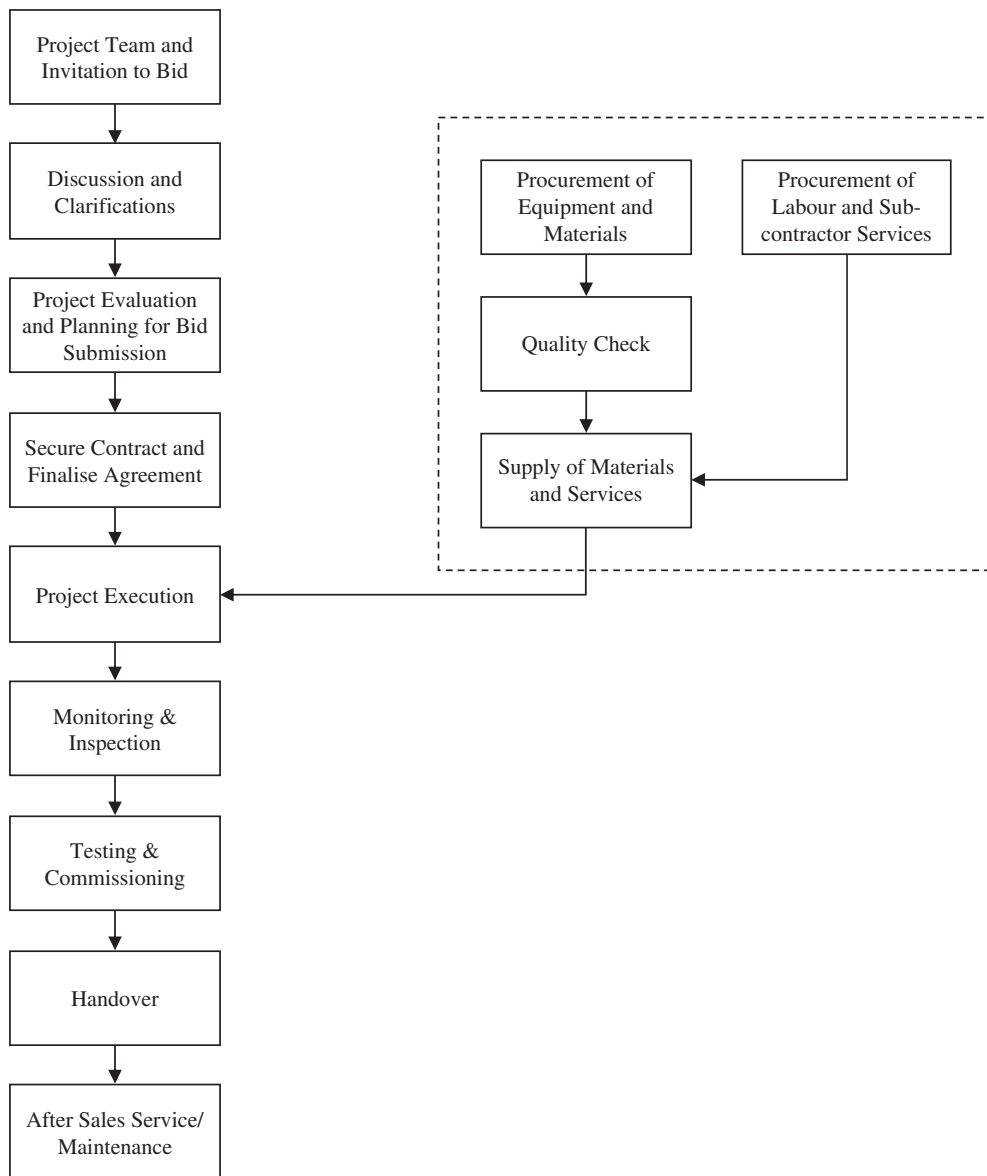 Project Team and
Invitation to Bid
Discussion and
Clarifications
Project Evaluation
and Planning for Bid
Submission
Secure Contract and
Finalise Agreement
Project Execution
Monitoring &
Inspection
Testing &
Commissioning
Handover
After Sales Service/
Maintenance
Procurement of
Equipment and
Materials
Quality Check
Supply of Materials
and Services
Procurement of
Labour and Sub-
contractor Services